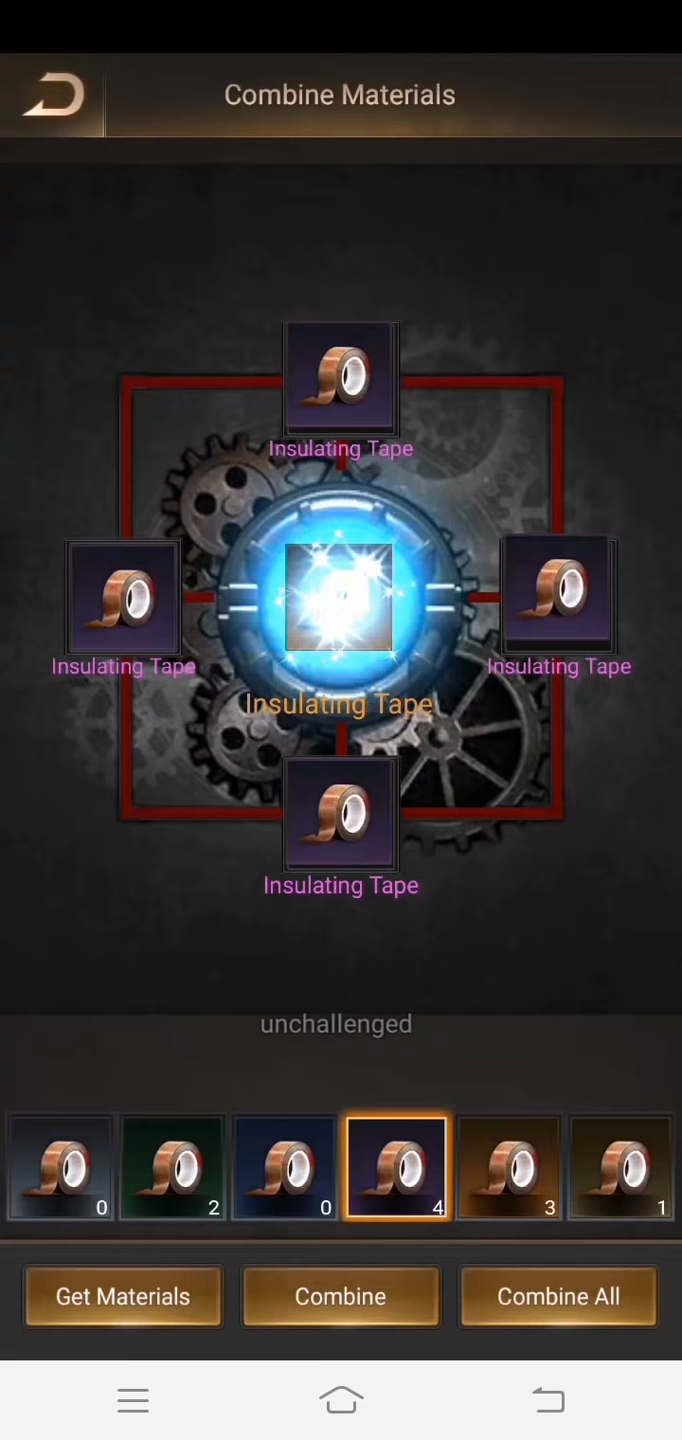 Combine Materials
Insulating Tape
Insulating Tape
Insulating Tape
Insulating Tape
Insulating Tape
unchallenged
0
2
0
4
3
1
Get Materials
Combine
Combine All